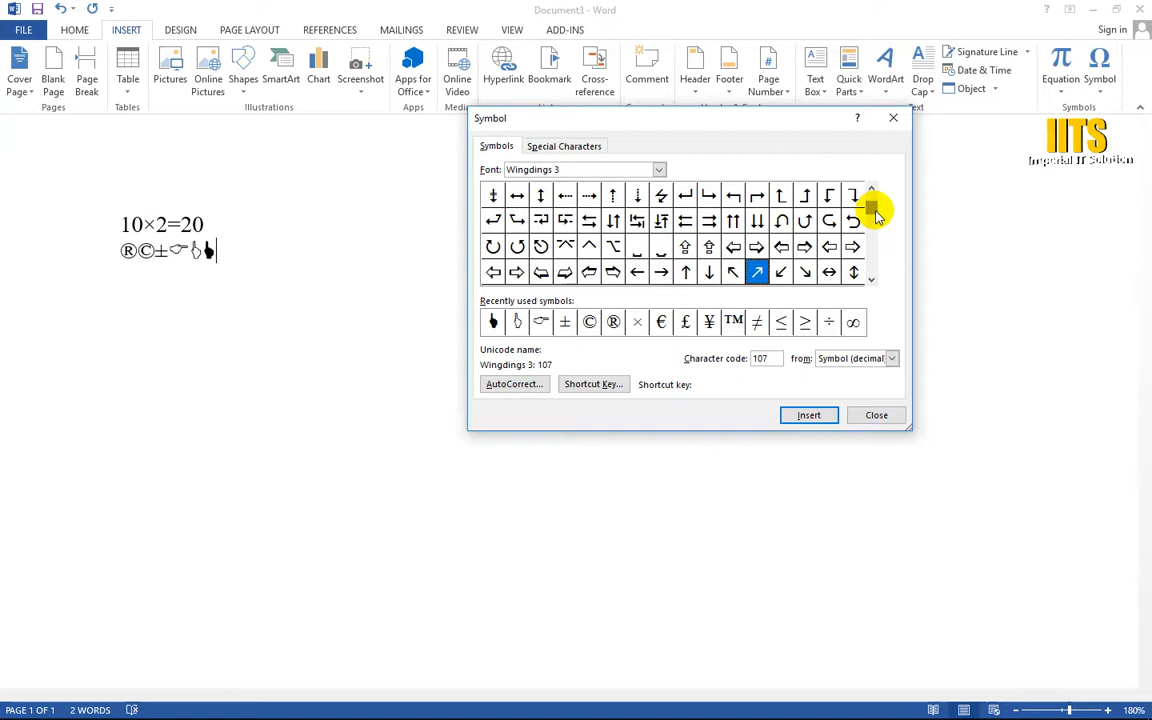 Document3 - Word
?
FILE
HOME
INSERT
DESIGN
PAGE LAYOUT
REFERENCES
MAILINGS
REVIEW
VIEW
ADD-INS
Sign in
Cover Page
Blank Page
Page Break
Table
Pictures
Online Pictures
Shapes
SmartArt
Chart
Screenshot
Apps for Office
Online Video
Hyperlink
Bookmark
Cross-reference
Comment
Header
Footer
Page Number
Text Box
Quick Parts
WordArt
Drop Cap
Signature Line
Date & Time
Object
π
Equation
Ω
Symbol
Pages
Tables
Illustrations
Apps
Text
Symbols
IITS
Imperial IT Solution
10×2=20
®©±☞👆︎🖢
Symbol
?
Symbols
Special Characters
Font: Wingdings 3
Recently used symbols:
± © ® × € £ ¥ ™ ≠ ≤ ≥ ÷ ∞
Unicode name:
Wingdings 3: 107
Character code: 107 from: Symbol (decimal)
AutoCorrect...
Shortcut Key...
Shortcut key:
Insert
Close
PAGE 1 OF 1
2 WORDS
180%